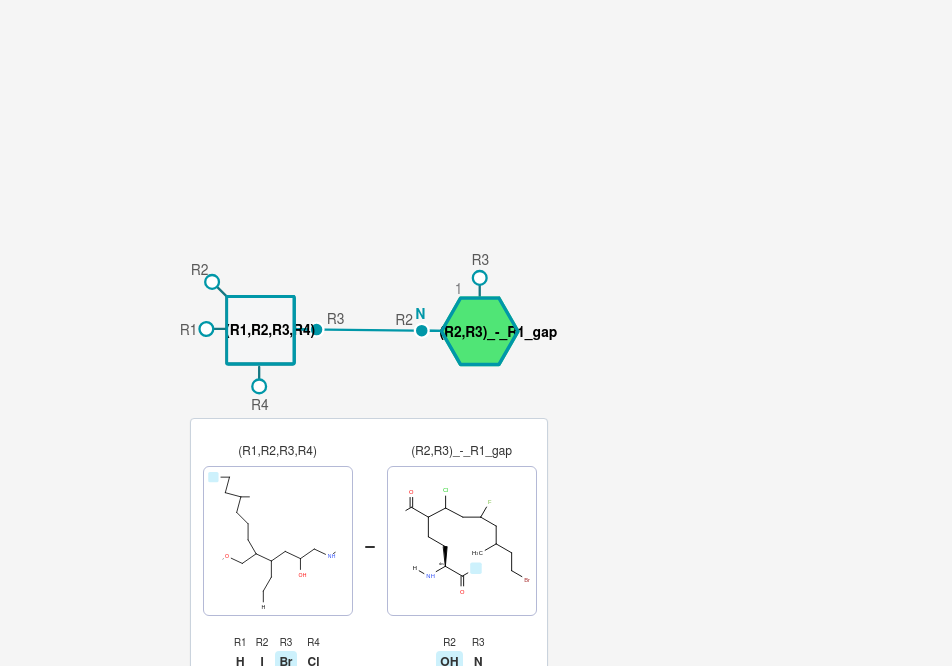 R3
R2
1
N
R3
R2
R1
(R1,R2,R3,R4)
(R2,R3)_-_R1_gap
R4
(R1,R2,R3,R4)
(R2,R3)_-_R1_gap
–
O
Cl
F
O
NH
OH
H
H₃C
H
NH
O
Br
R1 R2 R3 R4
R2 R3
H I Br Cl
OH N